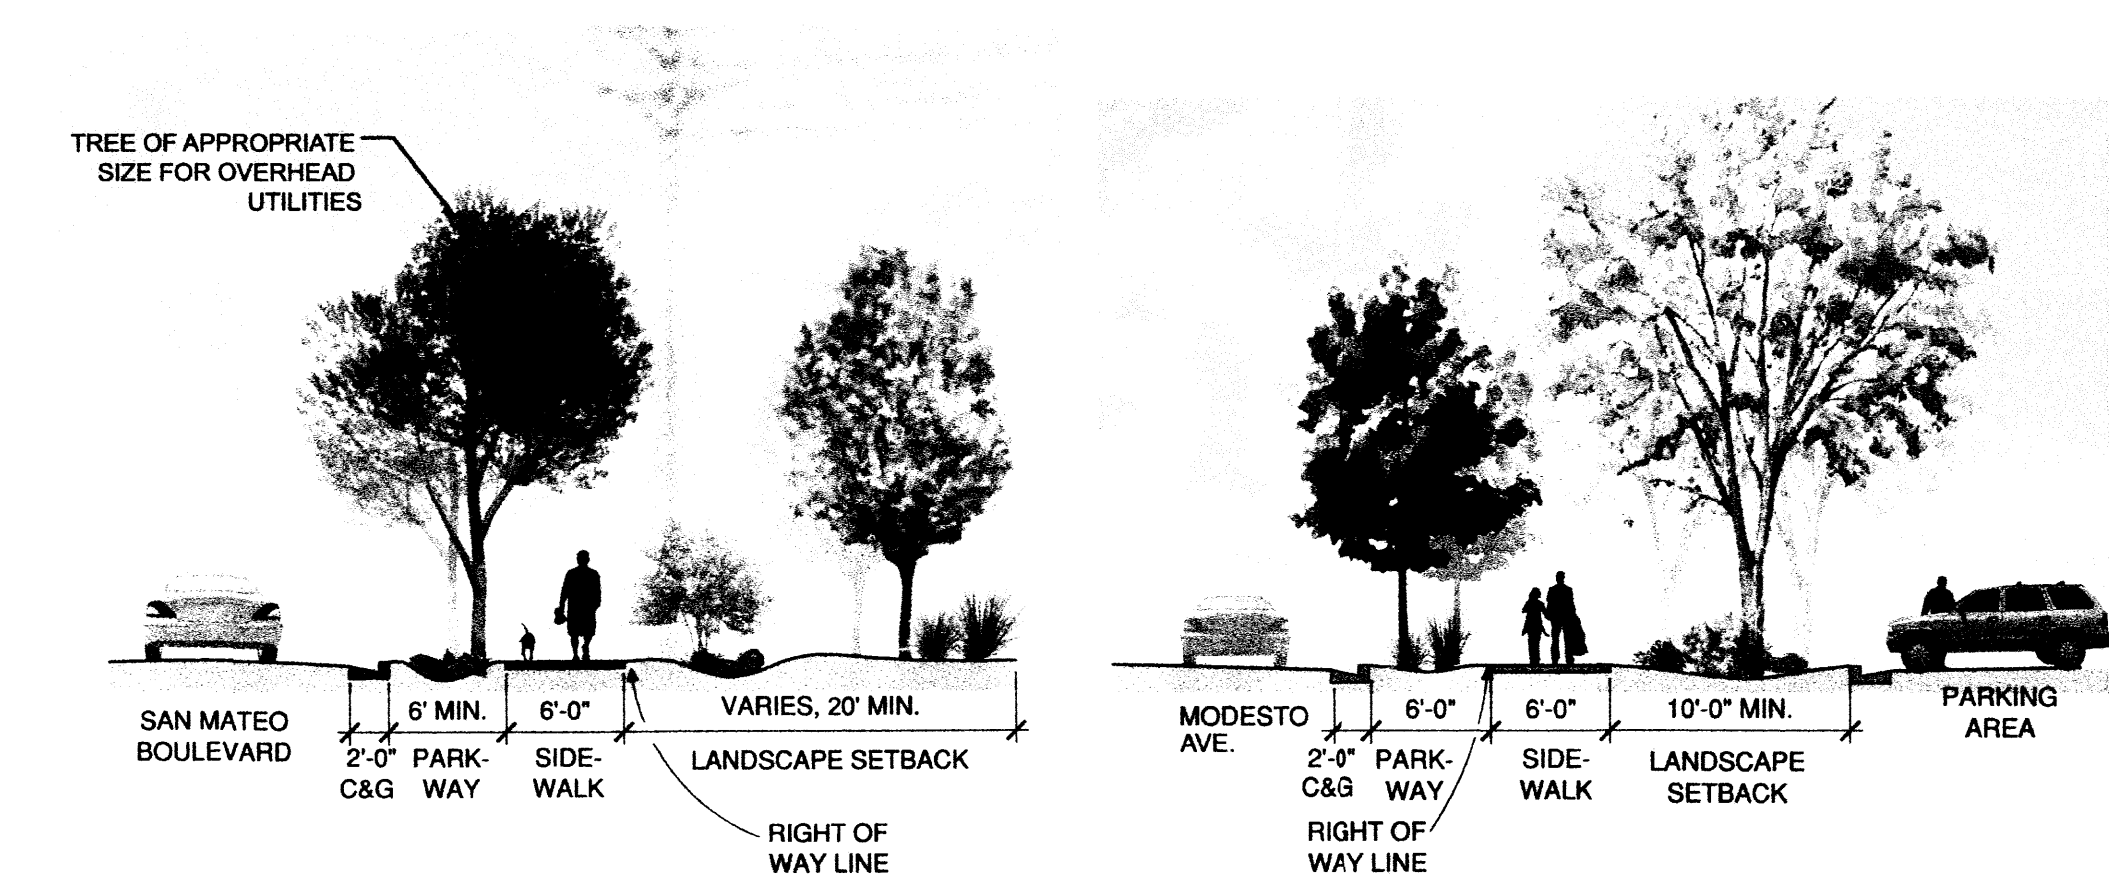 TREE OF APPROPRIATE
SIZE FOR OVERHEAD
UTILITIES
SAN MATEO
BOULEVARD
2'-0"
C&G
6' MIN.
PARK-
WAY
6'-0"
SIDE-
WALK
VARIES, 20' MIN.
LANDSCAPE SETBACK
RIGHT OF
WAY LINE
MODESTO
AVE.
2'-0"
C&G
6'-0"
PARK-
WAY
6'-0"
SIDE-
WALK
10'-0" MIN.
LANDSCAPE
SETBACK
PARKING
AREA
RIGHT OF
WAY LINE